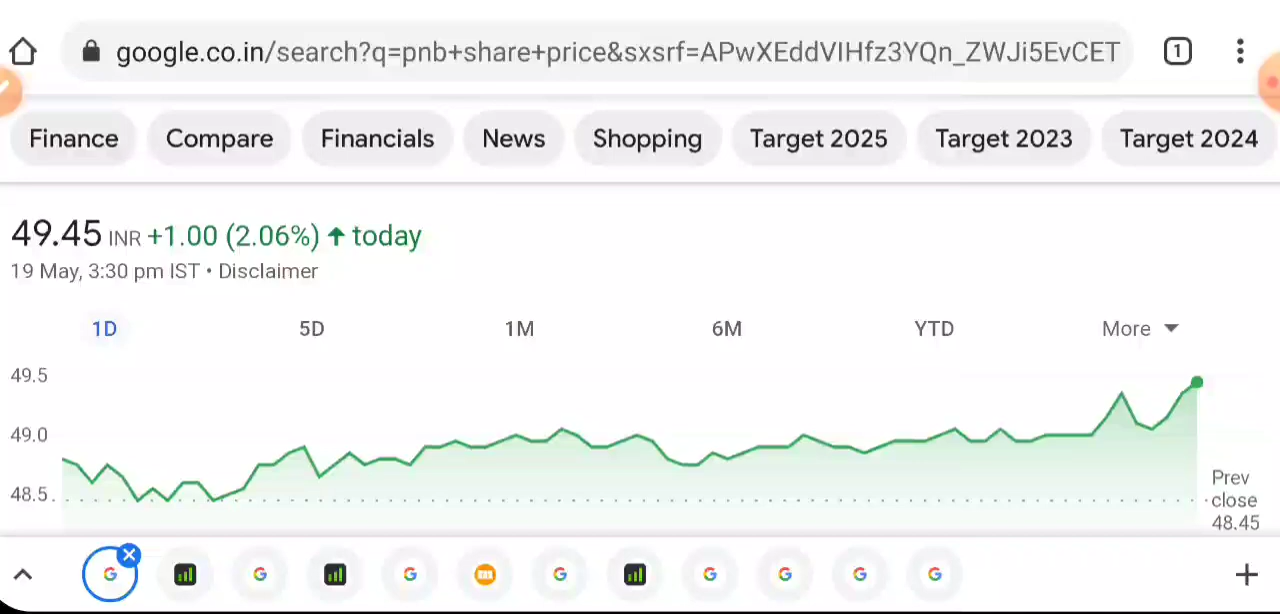 google.co.in/search?q=pnb+share+price&sxsrf=APwXEddVIHfz3YQn_ZWJi5EvCET
1
Finance Compare Financials News Shopping Target 2025 Target 2023 Target 2024
49.45 INR +1.00 (2.06%) ↑ today
19 May, 3:30 pm IST • Disclaimer
1D 5D 1M 6M YTD More
49.5
49.0
48.5
Prev
close
48.45